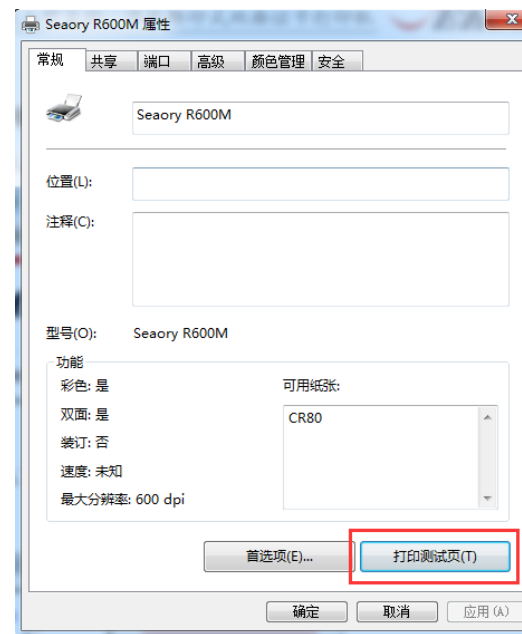 Seaory R600M 属性
常规 共享 端口 高级 颜色管理 安全
Seaory R600M
位置(L):
注释(C):
型号(O): Seaory R600M
功能
彩色: 是 可用纸张:
双面: 是 CR80
装订: 否
速度: 未知
最大分辨率: 600 dpi
首选项(E)... 打印测试页(T)
确定 取消 应用(A)